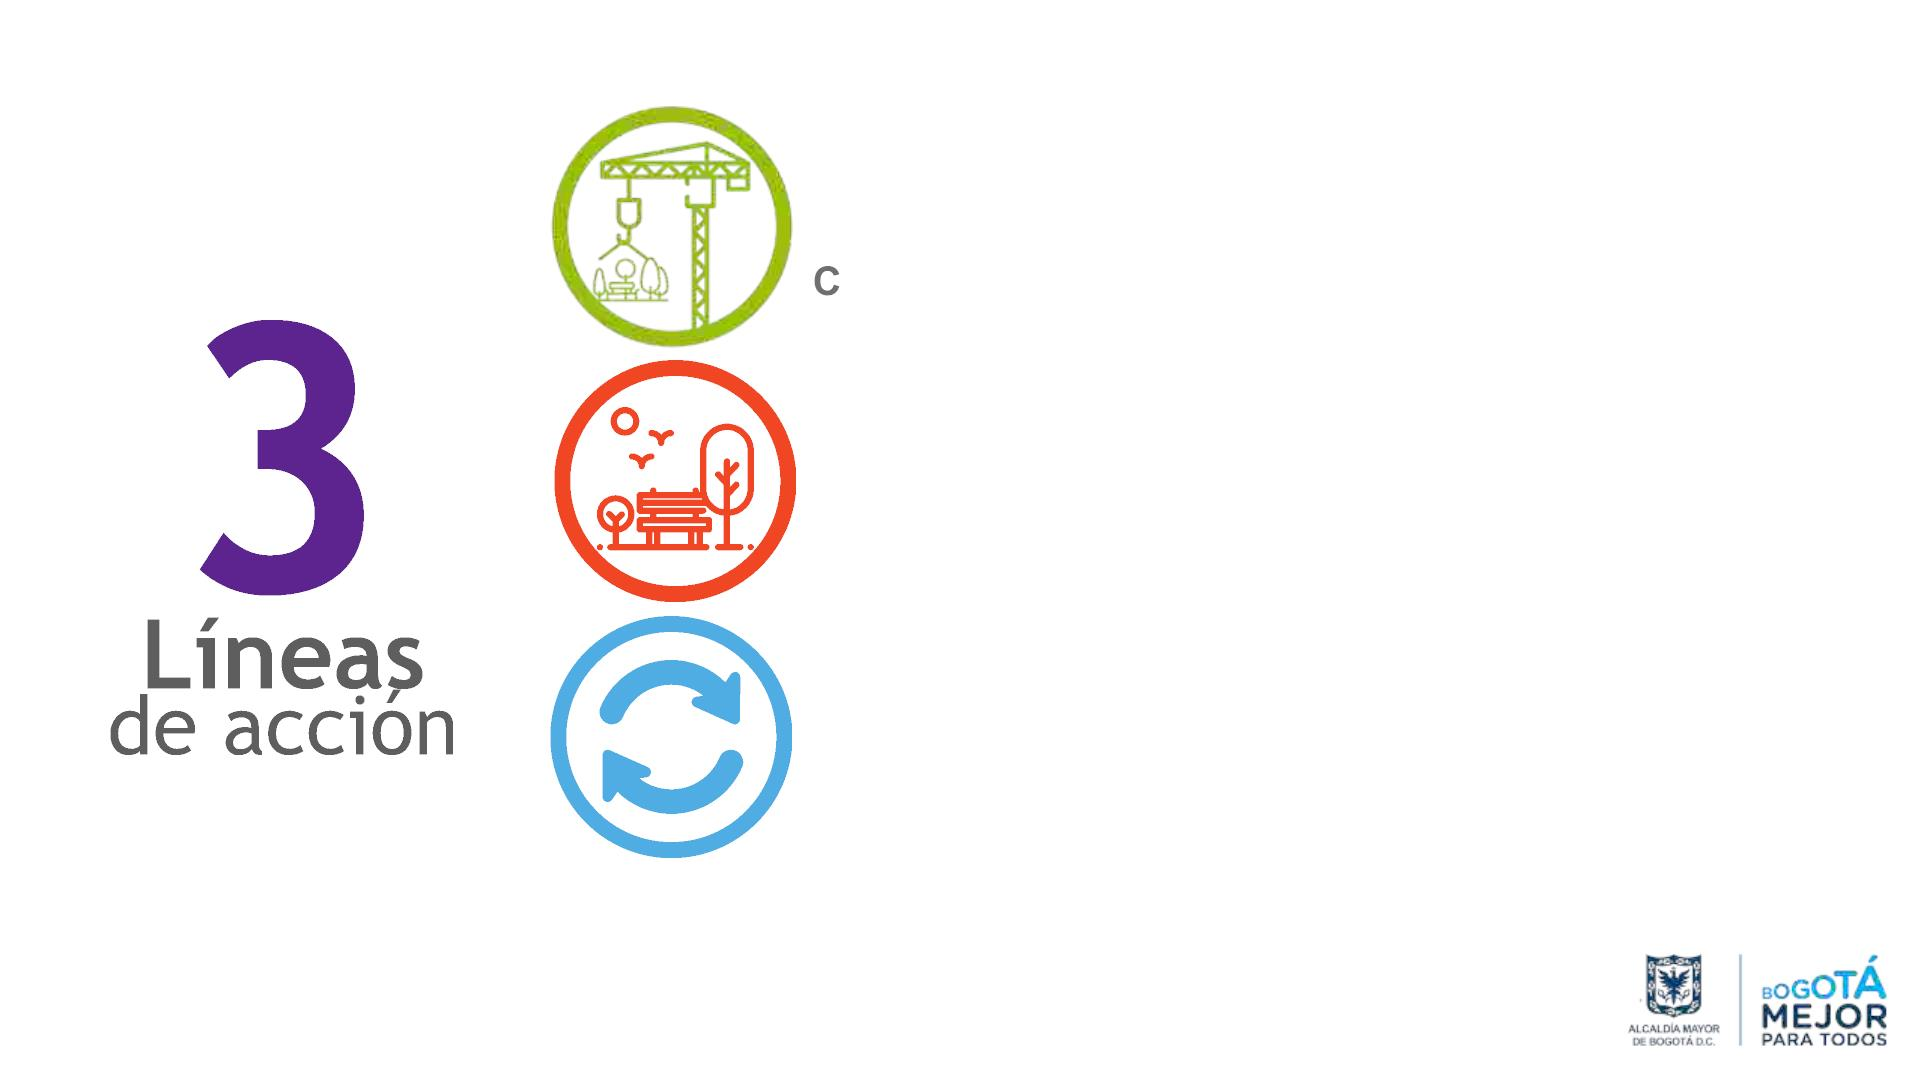 3
Líneas
de acción
C
ALCALDÍA MAYOR
DE BOGOTÁ D.C.
BOGOTÁ
MEJOR
PARA TODOS